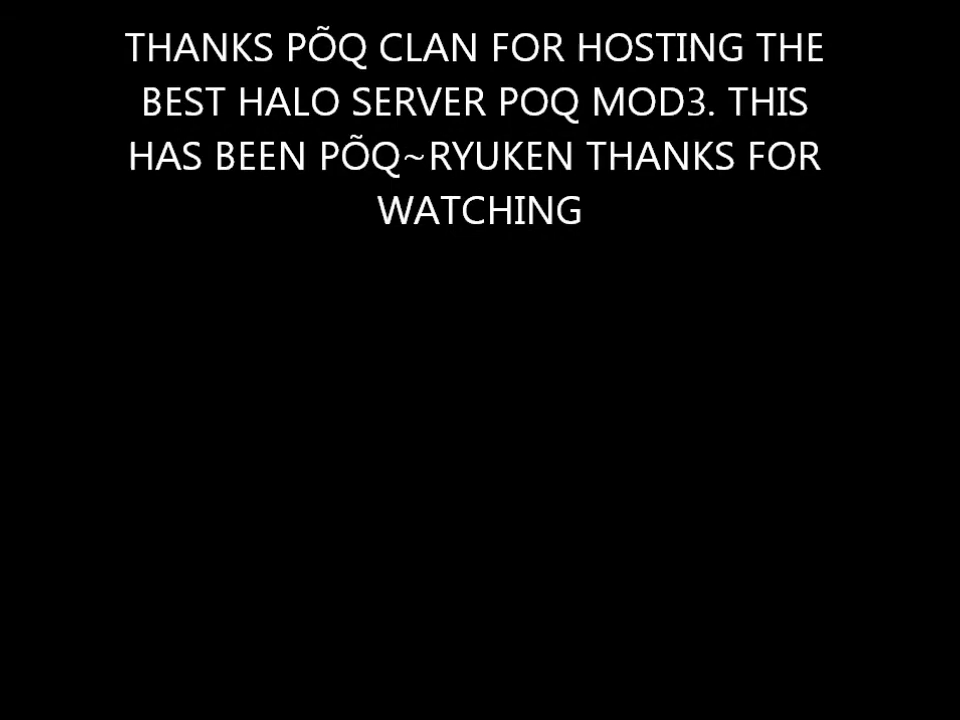 THANKS PÕQ CLAN FOR HOSTING THE
BEST HALO SERVER POQ MOD3. THIS
HAS BEEN PÕQ~RYUKEN THANKS FOR
WATCHING